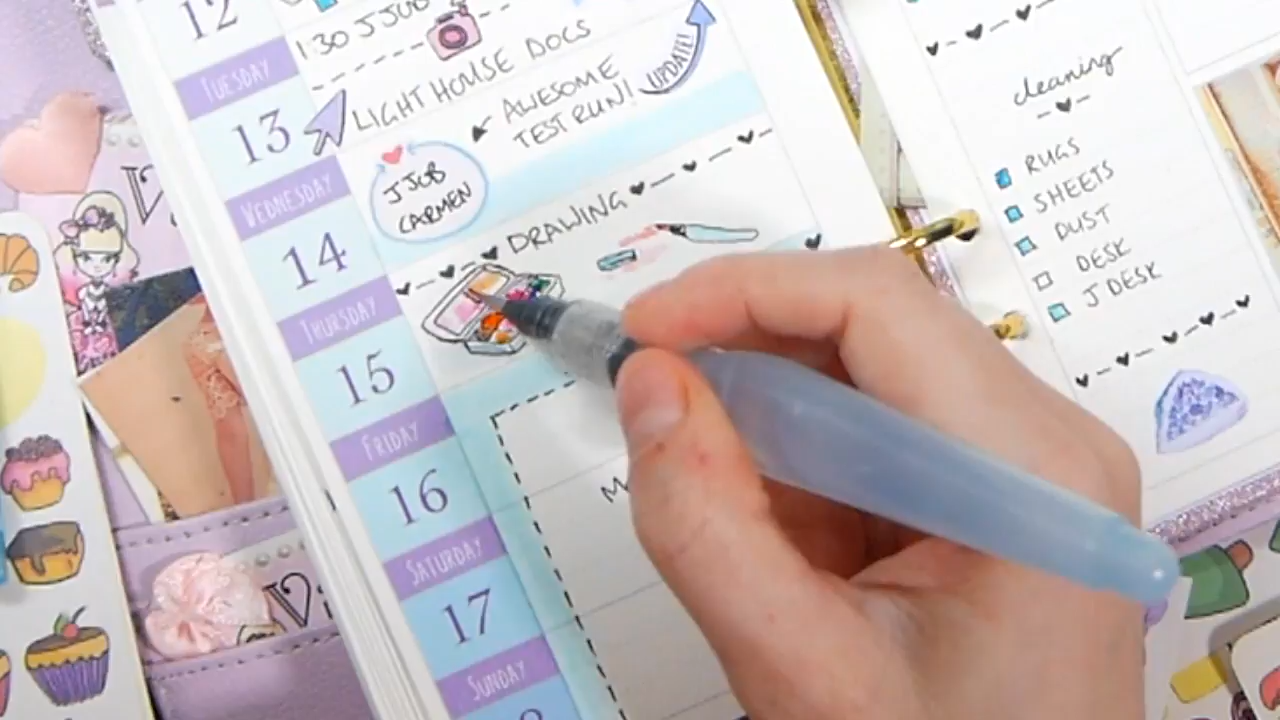 12
1:30 J JOB
TUESDAY
13
LIGHT HOUSE DOCS
AWESOME
TEST RUN!
UPDATE!
WEDNESDAY
14
J JOB
CARMEN
DRAWING
THURSDAY
15
FRIDAY
16
SATURDAY
17
SUNDAY
cleaning
RUGS
SHEETS
DUST
DESK
J DESK